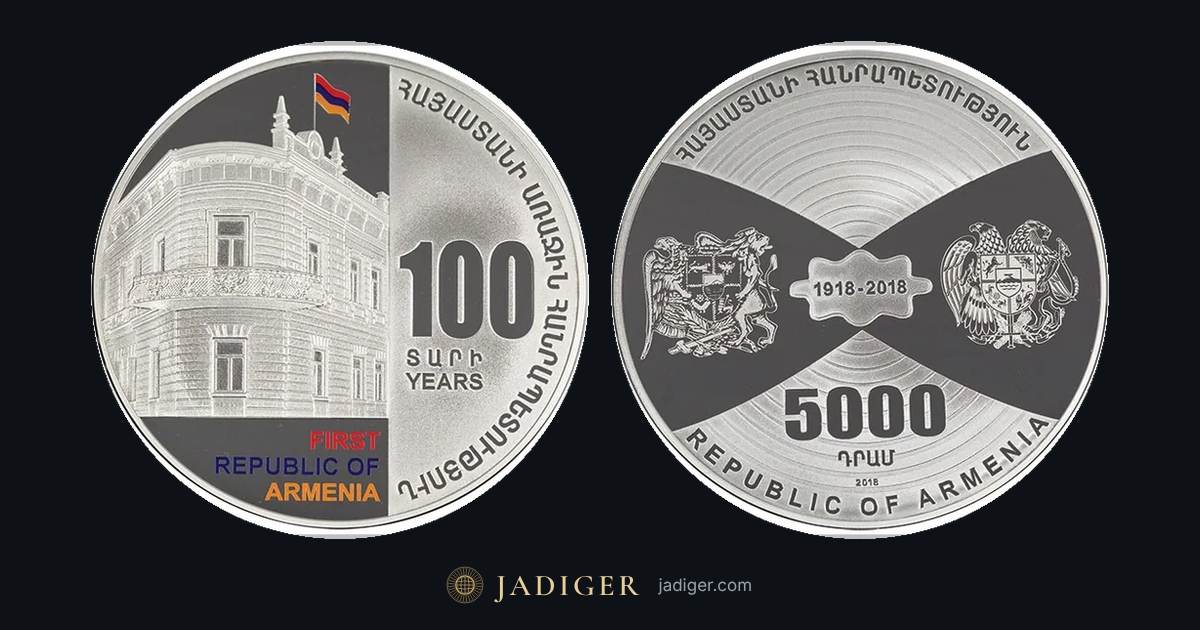 ՀԱՅԱՍՏԱՆԻ ԱՌԱՋԻՆ ՀԱՆՐԱՊԵՏՈՒԹՅՈՒՆ
100
ՏԱՐԻ
YEARS
FIRST
REPUBLIC OF
ARMENIA
ՀԱՅԱՍՏԱՆԻ ՀԱՆՐԱՊԵՏՈՒԹՅՈՒՆ
1918-2018
5000
ԴՐԱՄ
2018
REPUBLIC OF ARMENIA
JADIGER jadiger.com